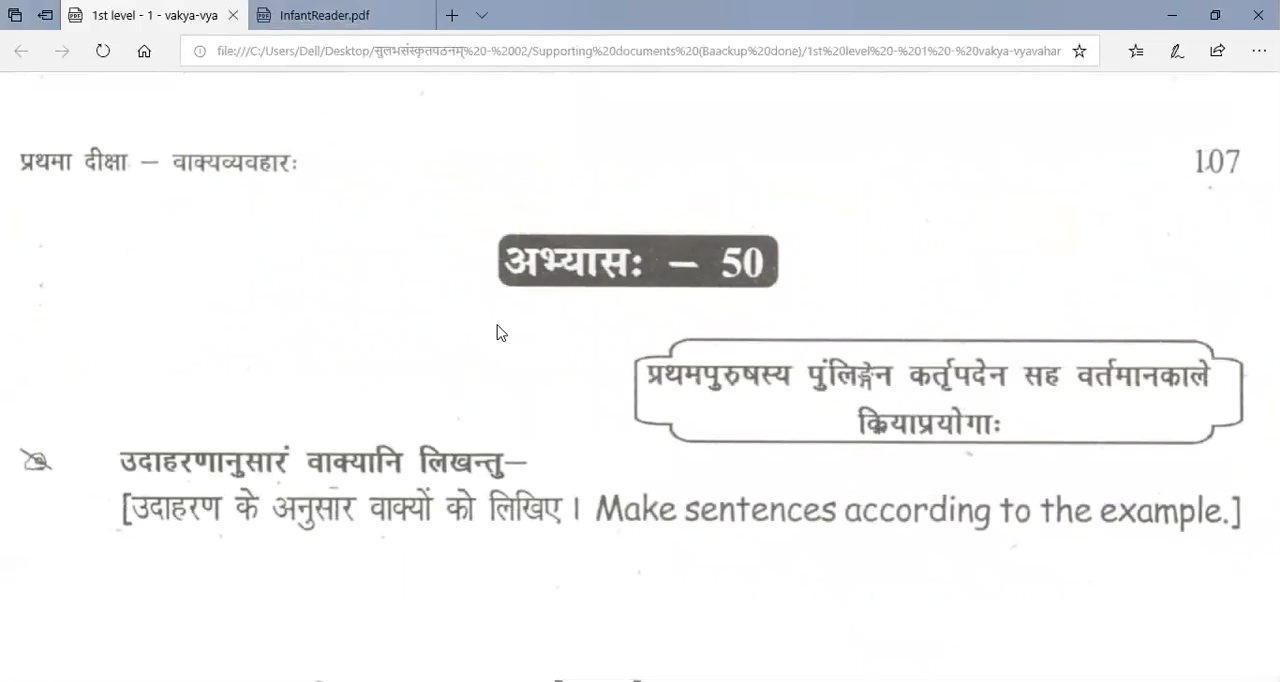 1st level - 1 - vakya-vya
InfantReader.pdf
file:///C:/Users/Dell/Desktop/सुलभसंस्कृतपठनम्%20-%2002/Supporting%20documents%20(Baackup%20done)/1st%20level%20-%201%20-%20vakya-vyavahar
प्रथमा दीक्षा – वाक्यव्यवहारः
107
अभ्यासः – 50
प्रथमपुरुषस्य पुंलिङ्गेन कर्तृपदेन सह वर्तमानकाले
क्रियाप्रयोगाः
उदाहरणानुसारं वाक्यानि लिखन्तु–
[उदाहरण के अनुसार वाक्यों को लिखिए । Make sentences according to the example.]